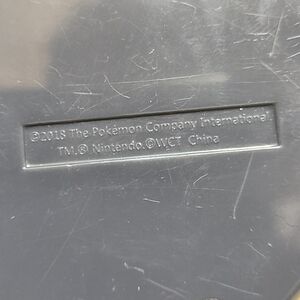 ©2018 The Pokémon Company International.
TM.® Nintendo.©WCT China